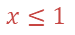 x ≤ 1